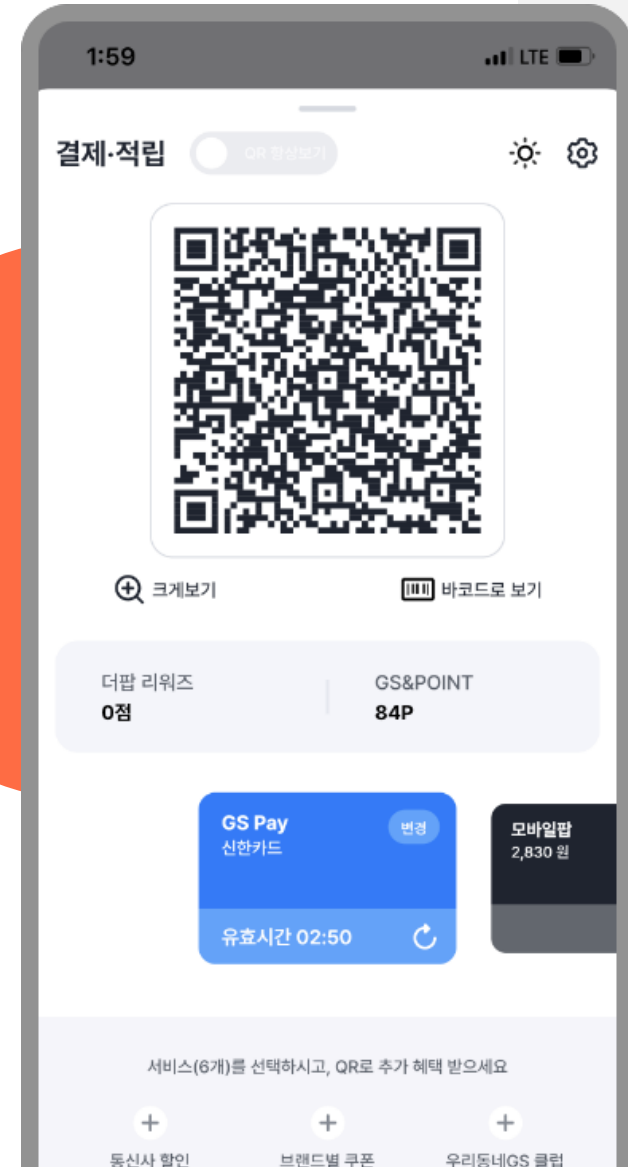 1:59
LTE
결제·적립
QR 항상보기
크게보기
바코드로 보기
더팝 리워즈
GS&POINT
0점
84P
GS Pay
변경
신한카드
모바일팝
2,830 원
유효시간 02:50
서비스(6개)를 선택하시고, QR로 추가 혜택 받으세요
통신사 할인
브랜드별 쿠폰
우리동네GS 클럽